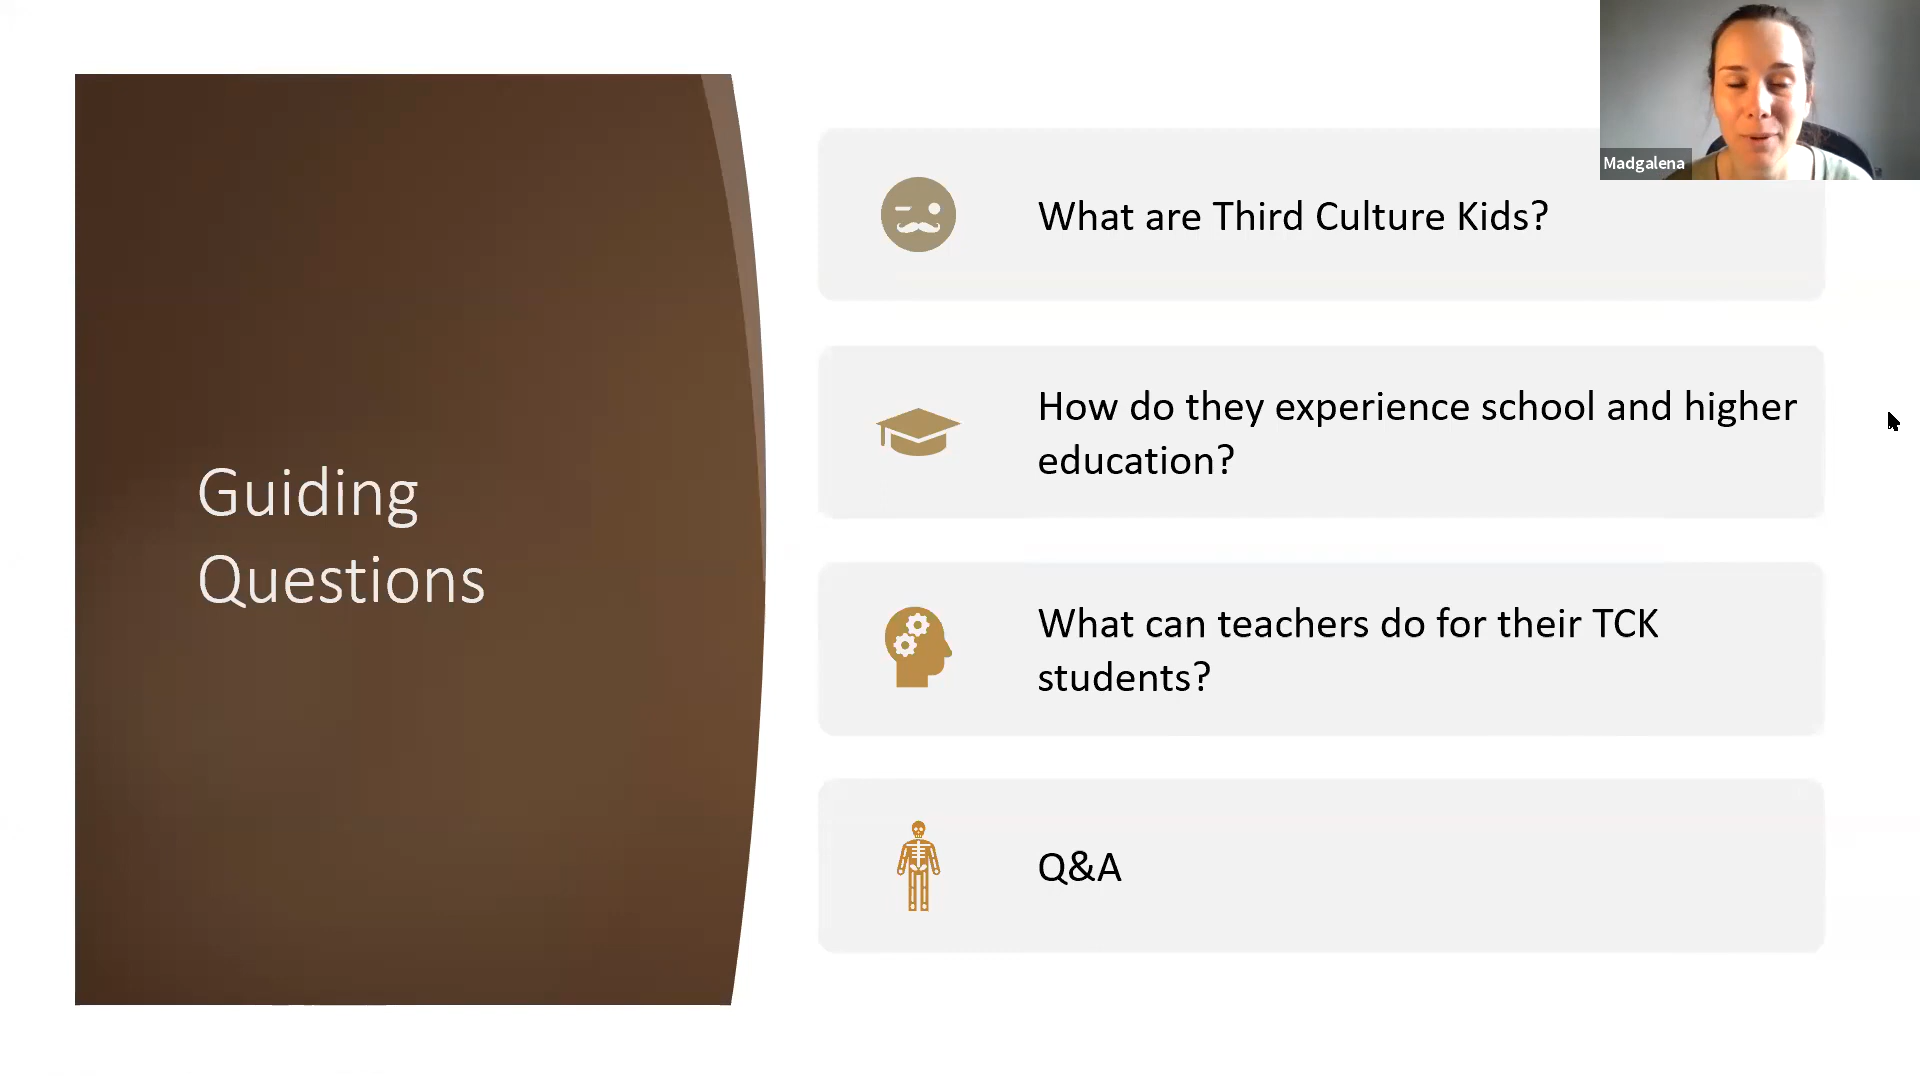 Guiding
Questions
What are Third Culture Kids?
How do they experience school and higher
education?
What can teachers do for their TCK
students?
Q&A
Madgalena